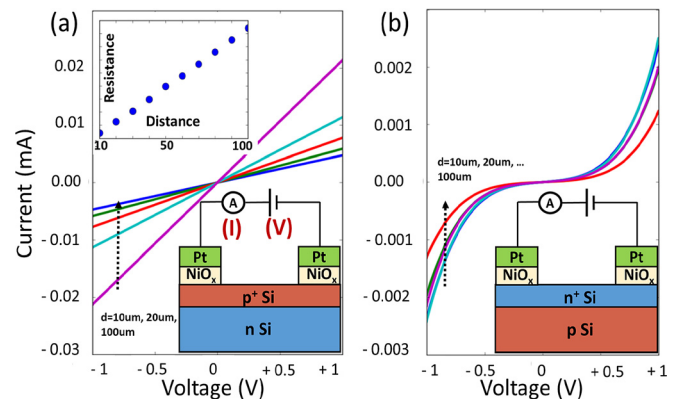 (a)
Current (mA)
0.02
0.01
0.00
- 0.01
- 0.02
- 0.03
Resistance
Distance
10
50
100
d=10um, 20um,
100um
A
(I)
(V)
Pt
NiOx
Pt
NiOx
p+ Si
n Si
- 1
- 0.5
0
+ 0.5
+ 1
Voltage (V)
(b)
0.002
0.001
0.000
- 0.001
- 0.002
- 0.003
d=10um, 20um, ...
100um
A
Pt
NiOx
Pt
NiOx
n+ Si
p Si
- 1
- 0.5
0
+ 0.5
+ 1
Voltage (V)